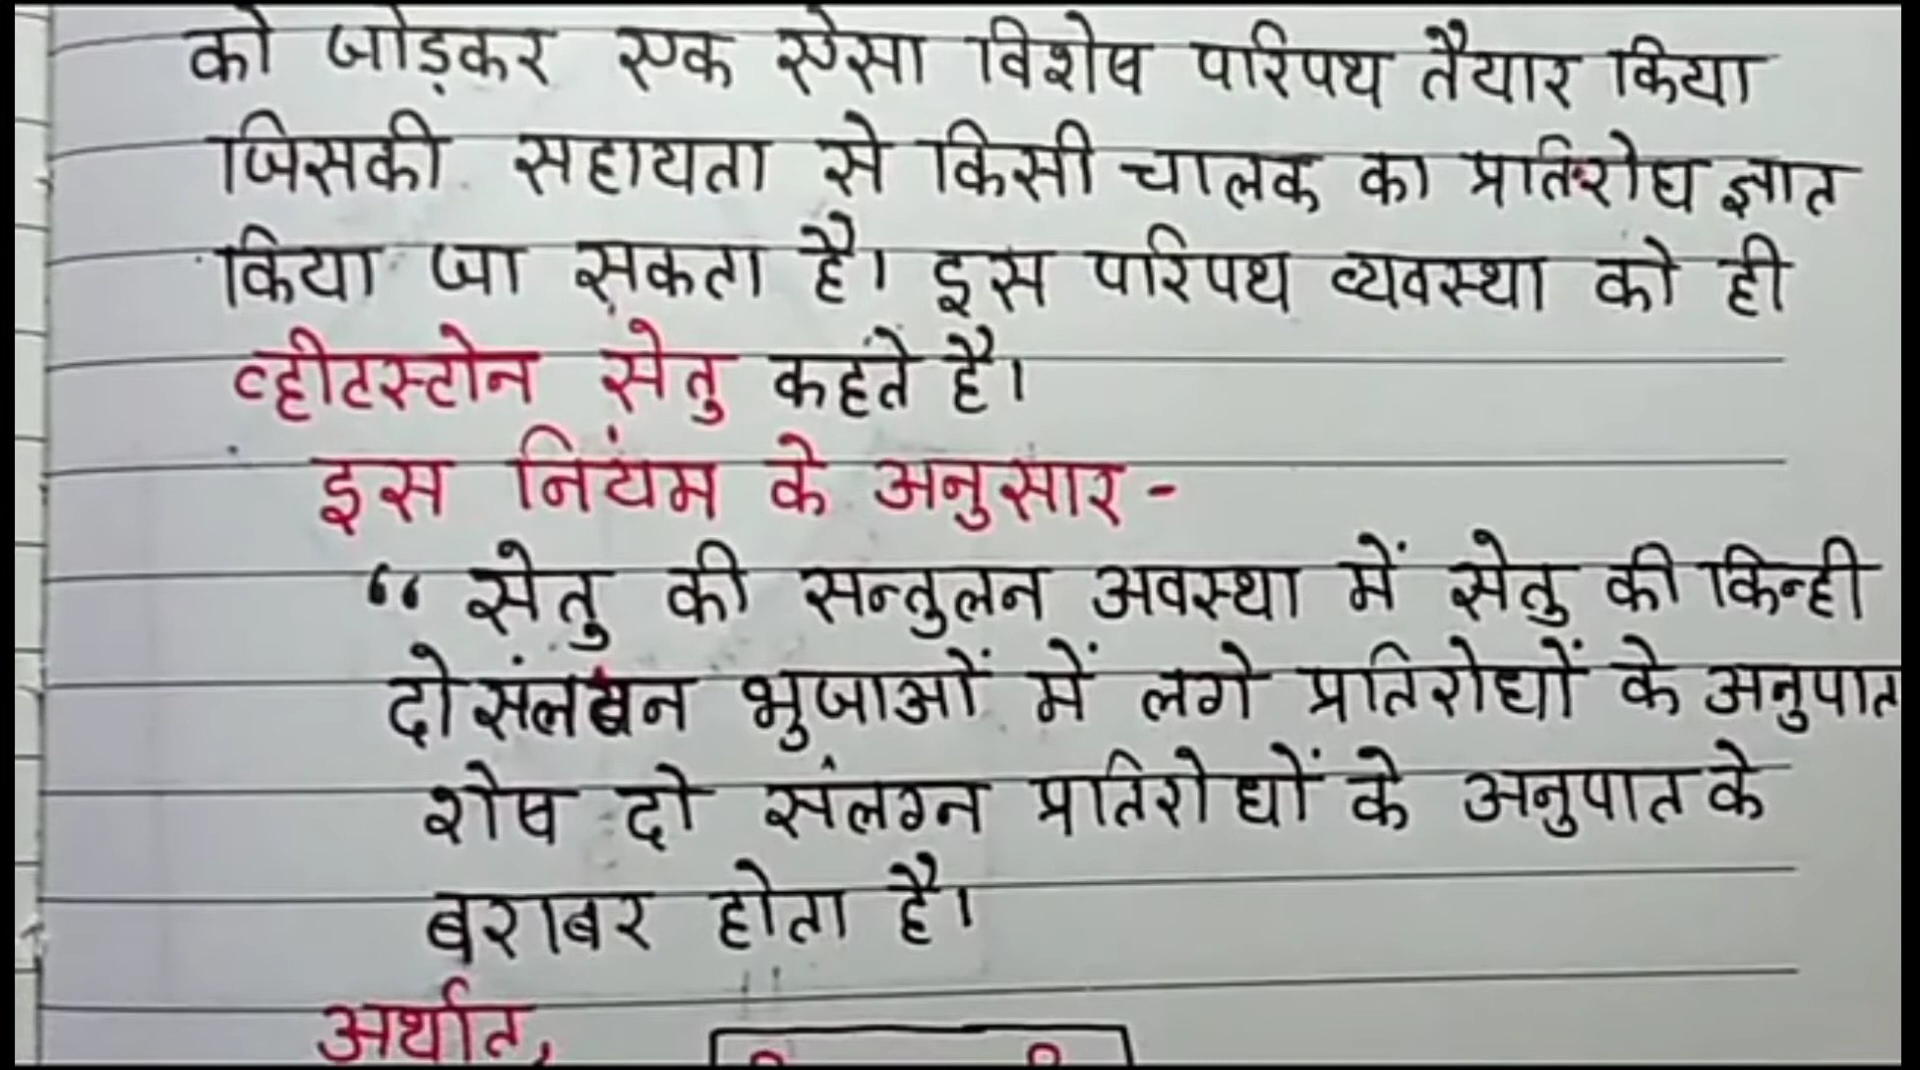 को जोड़कर एक ऐसा विशेष परिपथ तैयार किया
जिसकी सहायता से किसी चालक का प्रतिरोध ज्ञात
किया जा सकता है। इस परिपथ व्यवस्था को ही
व्हीटस्टोन सेतु कहते है।
इस नियम के अनुसार -
“ सेतु की सन्तुलन अवस्था में सेतु की किन्ही
दो संलग्न भुजाओं में लगे प्रतिरोधों के अनुपात
शेष दो संलग्न प्रतिरोधों के अनुपात के
बराबर होता है।
अर्थात,